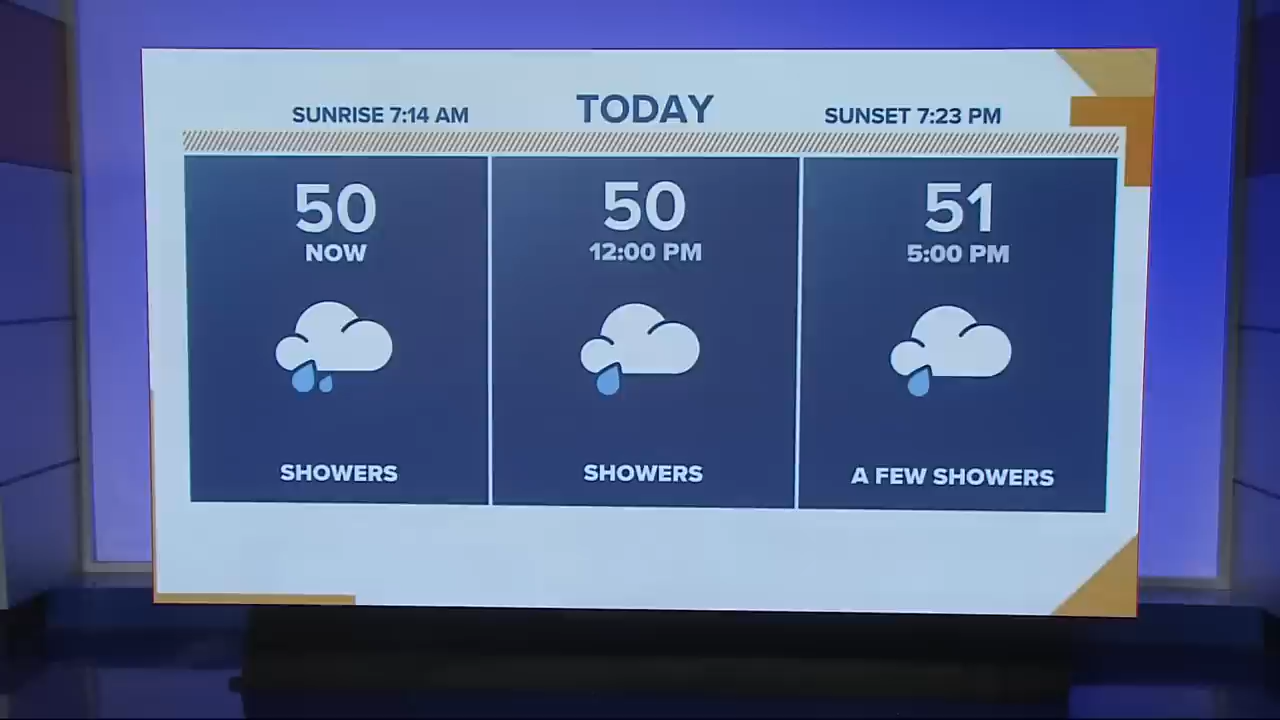 SUNRISE 7:14 AM
TODAY
SUNSET 7:23 PM
50
NOW
SHOWERS
50
12:00 PM
SHOWERS
51
5:00 PM
A FEW SHOWERS